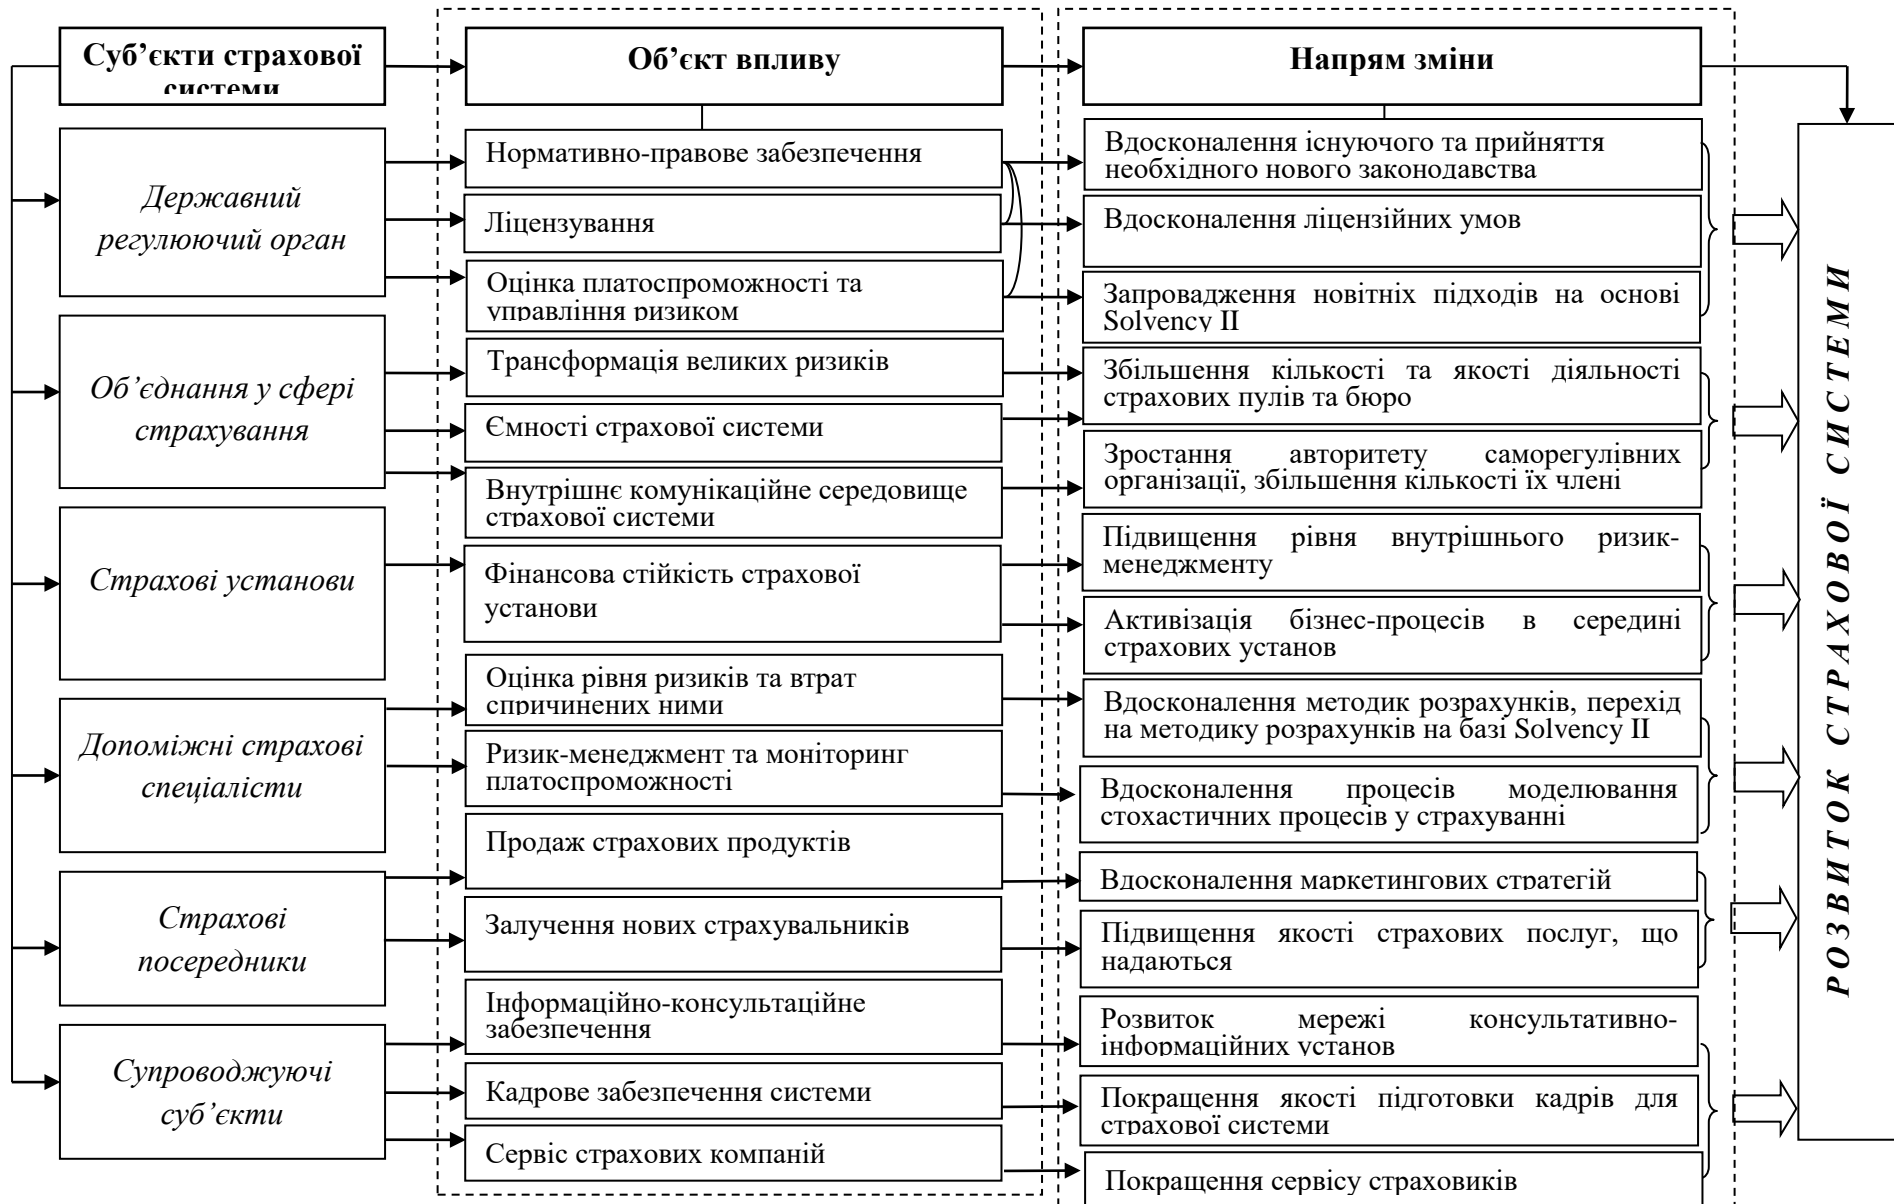 Суб’єкти страхової
системи
Об’єкт впливу
Напрям зміни
Державний
регулюючий орган
Об’єднання у сфері
страхування
Страхові установи
Допоміжні страхові
спеціалісти
Страхові
посередники
Супроводжуючі
суб’єкти
Нормативно-правове забезпечення
Ліцензування
Оцінка платоспроможності та
управління ризиком
Трансформація великих ризиків
Ємності страхової системи
Внутрішнє комунікаційне середовище
страхової системи
Фінансова стійкість страхової
установи
Оцінка рівня ризиків та втрат
спричинених ними
Ризик-менеджмент та моніторинг
платоспроможності
Продаж страхових продуктів
Залучення нових страхувальників
Інформаційно-консультаційне
забезпечення
Кадрове забезпечення системи
Сервіс страхових компаній
Вдосконалення існуючого та прийняття
необхідного нового законодавства
Вдосконалення ліцензійних умов
Запровадження новітніх підходів на основі
Solvency II
Збільшення кількості та якості діяльності
страхових пулів та бюро
Зростання авторитету саморегулівних
організації, збільшення кількості їх члені
Підвищення рівня внутрішнього ризик-
менеджменту
Активізація бізнес-процесів в середині
страхових установ
Вдосконалення методик розрахунків, перехід
на методику розрахунків на базі Solvency II
Вдосконалення процесів моделювання
стохастичних процесів у страхуванні
Вдосконалення маркетингових стратегій
Підвищення якості страхових послуг, що
надаються
Розвиток мережі консультативно-
інформаційних установ
Покращення якості підготовки кадрів для
страхової системи
Покращення сервісу страховиків
РОЗВИТОК СТРАХОВОЇ СИСТЕМИ